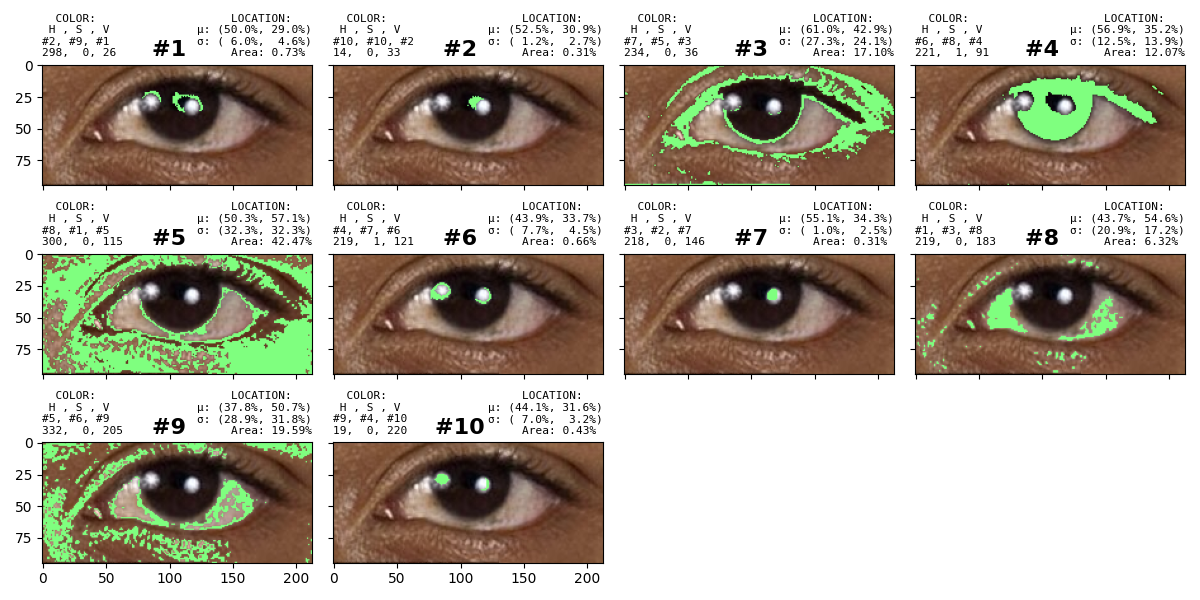 COLOR: LOCATION:
H , S , V μ: (50.0%, 29.0%)
#2, #9, #1 #1 σ: ( 6.0%, 4.6%)
298, 0, 26 Area: 0.73%
COLOR: LOCATION:
H , S , V μ: (52.5%, 30.9%)
#10, #10, #2 #2 σ: ( 1.2%, 2.7%)
14, 0, 33 Area: 0.31%
COLOR: LOCATION:
H , S , V μ: (61.0%, 42.9%)
#7, #5, #3 #3 σ: (27.3%, 24.1%)
234, 0, 36 Area: 17.10%
COLOR: LOCATION:
H , S , V μ: (56.9%, 35.2%)
#6, #8, #4 #4 σ: (12.5%, 13.9%)
221, 1, 91 Area: 12.07%
0
25
50
75
COLOR: LOCATION:
H , S , V μ: (50.3%, 57.1%)
#8, #1, #5 #5 σ: (32.3%, 32.3%)
300, 0, 115 Area: 42.47%
COLOR: LOCATION:
H , S , V μ: (43.9%, 33.7%)
#4, #7, #6 #6 σ: ( 7.7%, 4.5%)
219, 1, 121 Area: 0.66%
COLOR: LOCATION:
H , S , V μ: (55.1%, 34.3%)
#3, #2, #7 #7 σ: ( 1.0%, 2.5%)
218, 0, 146 Area: 0.31%
COLOR: LOCATION:
H , S , V μ: (43.7%, 54.6%)
#1, #3, #8 #8 σ: (20.9%, 17.2%)
219, 0, 183 Area: 6.32%
0
25
50
75
COLOR: LOCATION:
H , S , V μ: (37.8%, 50.7%)
#5, #6, #9 #9 σ: (28.9%, 31.8%)
332, 0, 205 Area: 19.59%
COLOR: LOCATION:
H , S , V μ: (44.1%, 31.6%)
#9, #4, #10 #10 σ: ( 7.0%, 3.2%)
19, 0, 220 Area: 0.43%
0
25
50
75
0 50 100 150 200
0 50 100 150 200